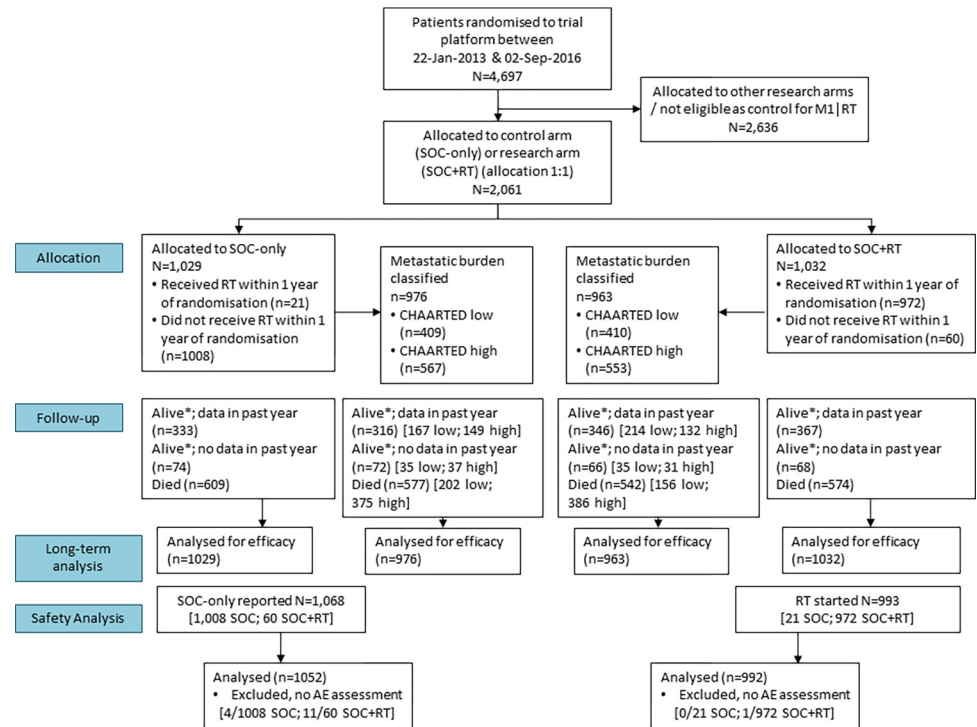 Patients randomised to trial
platform between
22-Jan-2013 & 02-Sep-2016
N=4,697
Allocated to other research arms
/ not eligible as control for M1|RT
N=2,636
Allocated to control arm
(SOC-only) or research arm
(SOC+RT) (allocation 1:1)
N=2,061
Allocation
Allocated to SOC-only
N=1,029
• Received RT within 1 year
of randomisation (n=21)
• Did not receive RT within 1
year of randomisation
(n=1008)
Metastatic burden
classified
n=976
• CHAARTED low
(n=409)
• CHAARTED high
(n=567)
Metastatic burden
classified
n=963
• CHAARTED low
(n=410)
• CHAARTED high
(n=553)
Allocated to SOC+RT
N=1,032
• Received RT within 1 year of
randomisation (n=972)
• Did not receive RT within 1
year of randomisation (n=60)
Follow-up
Alive*; data in past year
(n=333)
Alive*; no data in past year
(n=74)
Died (n=609)
Alive*; data in past year
(n=316) [167 low; 149 high]
Alive*; no data in past year
(n=72) [35 low; 37 high]
Died (n=577) [202 low;
375 high]
Alive*; data in past year
(n=346) [214 low; 132 high]
Alive*; no data in past year
(n=66) [35 low; 31 high]
Died (n=542) [156 low;
386 high]
Alive*; data in past year
(n=367)
Alive*; no data in past year
(n=68)
Died (n=574)
Long-term
analysis
Analysed for efficacy
(n=1029)
Analysed for efficacy
(n=976)
Analysed for efficacy
(n=963)
Analysed for efficacy
(n=1032)
Safety Analysis
SOC-only reported N=1,068
[1,008 SOC; 60 SOC+RT]
RT started N=993
[21 SOC; 972 SOC+RT]
Analysed (n=1052)
• Excluded, no AE assessment
[4/1008 SOC; 11/60 SOC+RT]
Analysed (n=992)
• Excluded, no AE assessment
[0/21 SOC; 1/972 SOC+RT]